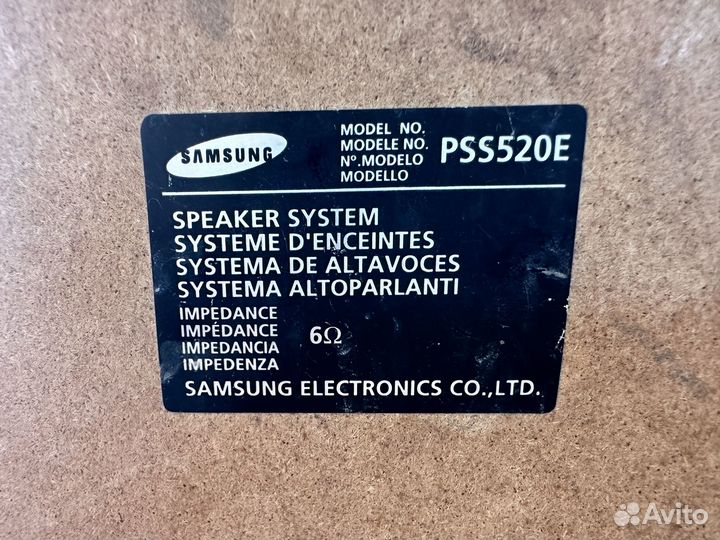 SAMSUNG
MODEL NO.
MODELE NO.
Nº.MODELO
MODELLO
PSS520E
SPEAKER SYSTEM
SYSTEME D'ENCEINTES
SYSTEMA DE ALTAVOCES
SYSTEMA ALTOPARLANTI
IMPEDANCE
IMPÉDANCE
IMPEDANCIA
IMPEDENZA
6Ω
SAMSUNG ELECTRONICS CO.,LTD.
Avito